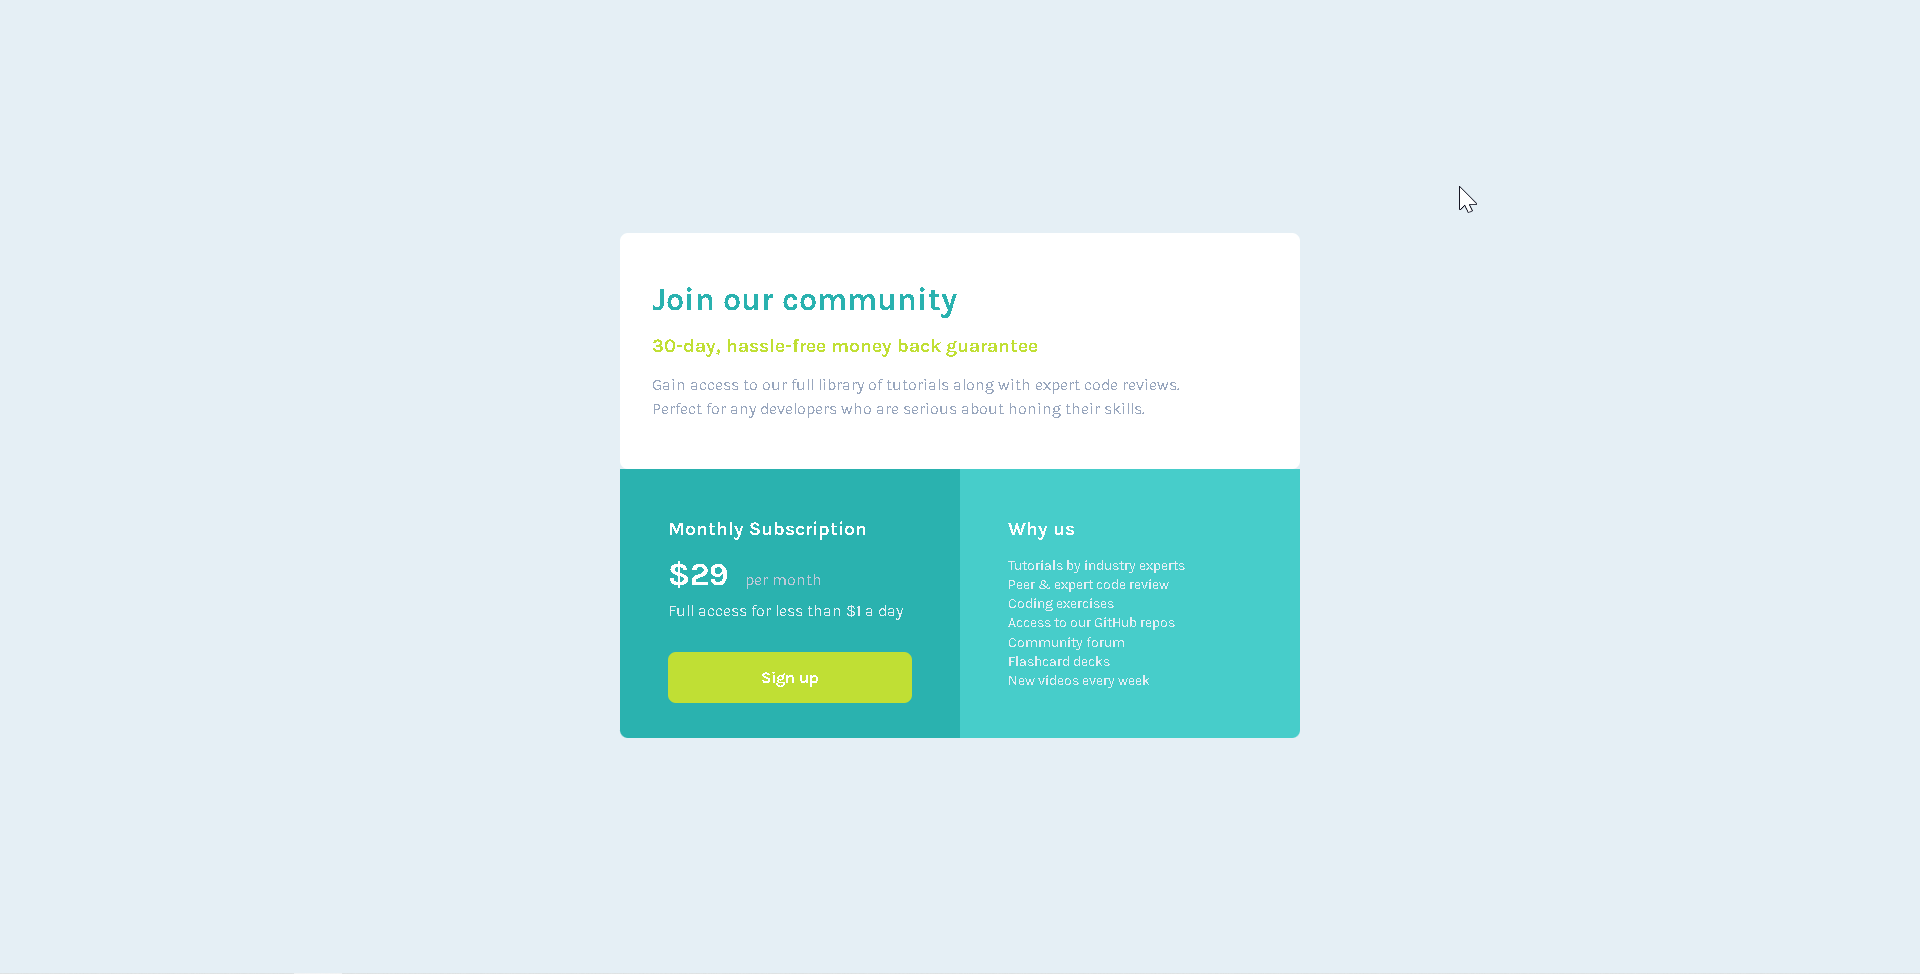 Join our community
30-day, hassle-free money back guarantee
Gain access to our full library of tutorials along with expert code reviews.
Perfect for any developers who are serious about honing their skills.
Monthly Subscription
$29 per month
Full access for less than $1 a day
Sign up
Why us
Tutorials by industry experts
Peer & expert code review
Coding exercises
Access to our GitHub repos
Community forum
Flashcard decks
New videos every week